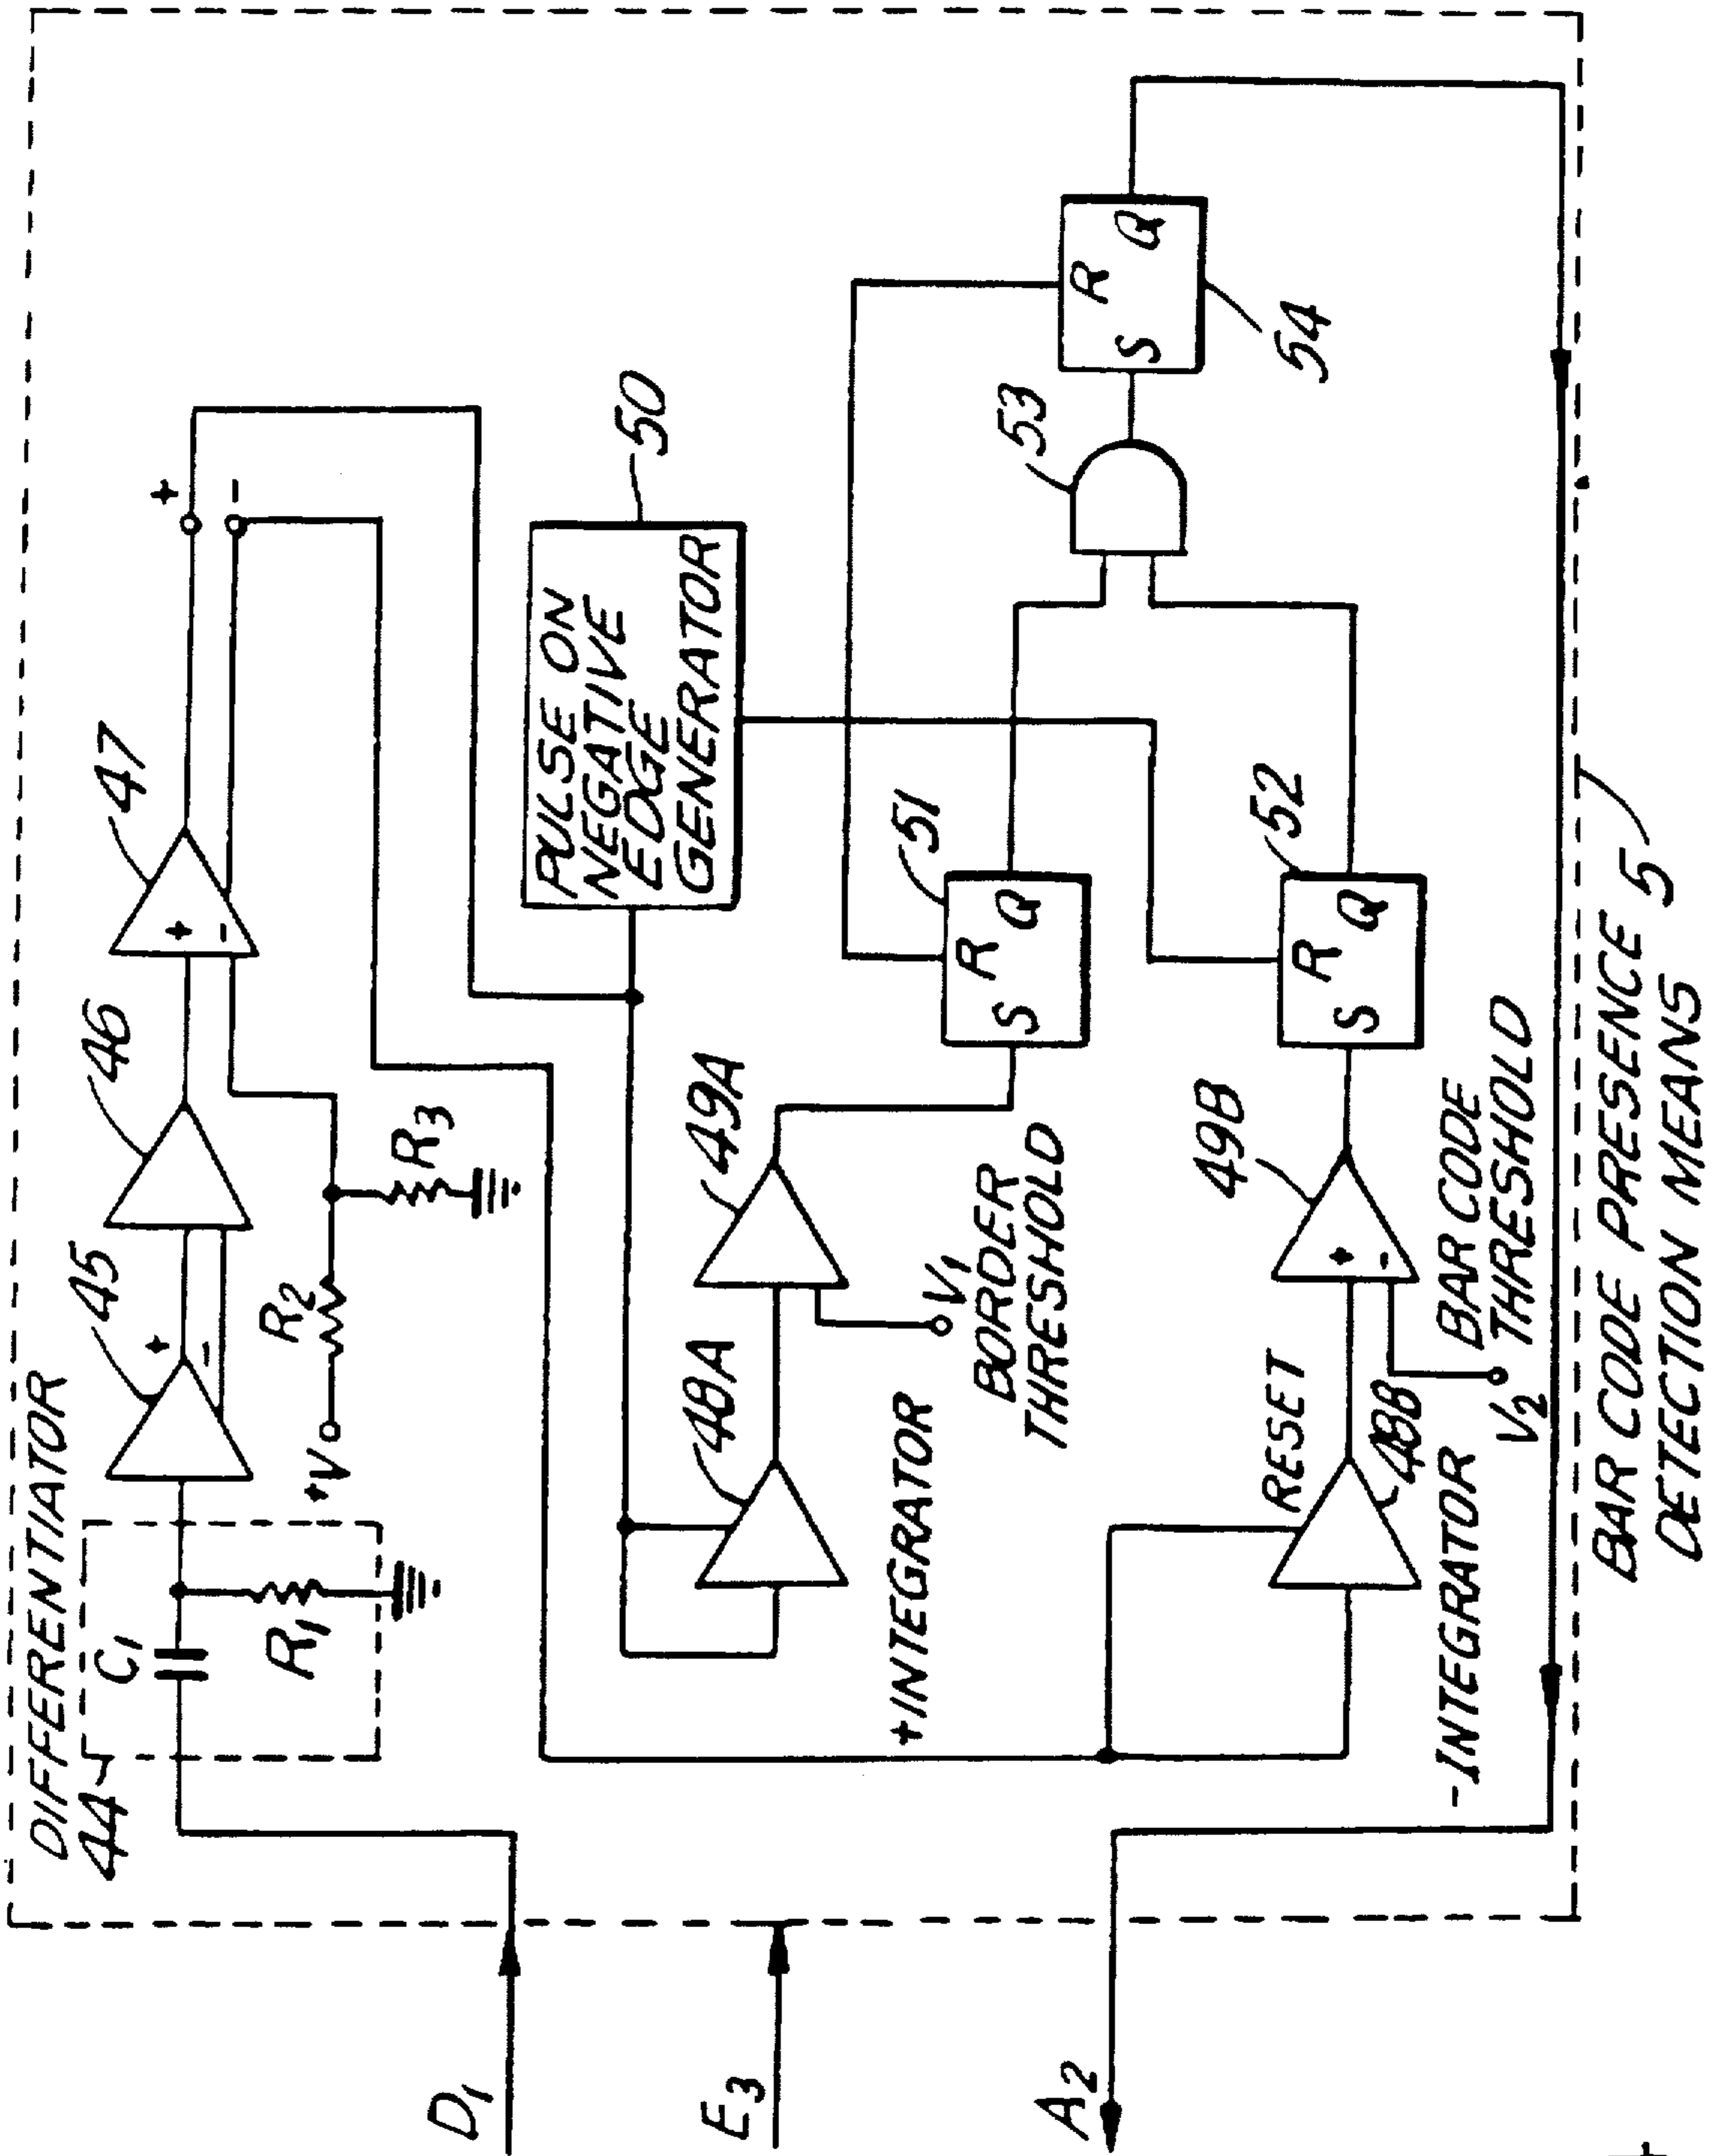 DIFFERENTIATOR
44
C1
R1
45
46
47
+
-
+
-
+
-
+V
R2
R3
50
PULSE ON
NEGATIVE
EDGE
GENERATOR
D1
E3
A2
48A
49A
+INTEGRATOR
V1
BORDER
THRESHOLD
51
S R Q
53
S R Q
54
RESET
48B
-INTEGRATOR
49B
+
-
V2
BAR CODE
THRESHOLD
52
S R Q
BAR CODE PRESENCE 5
DETECTION MEANS